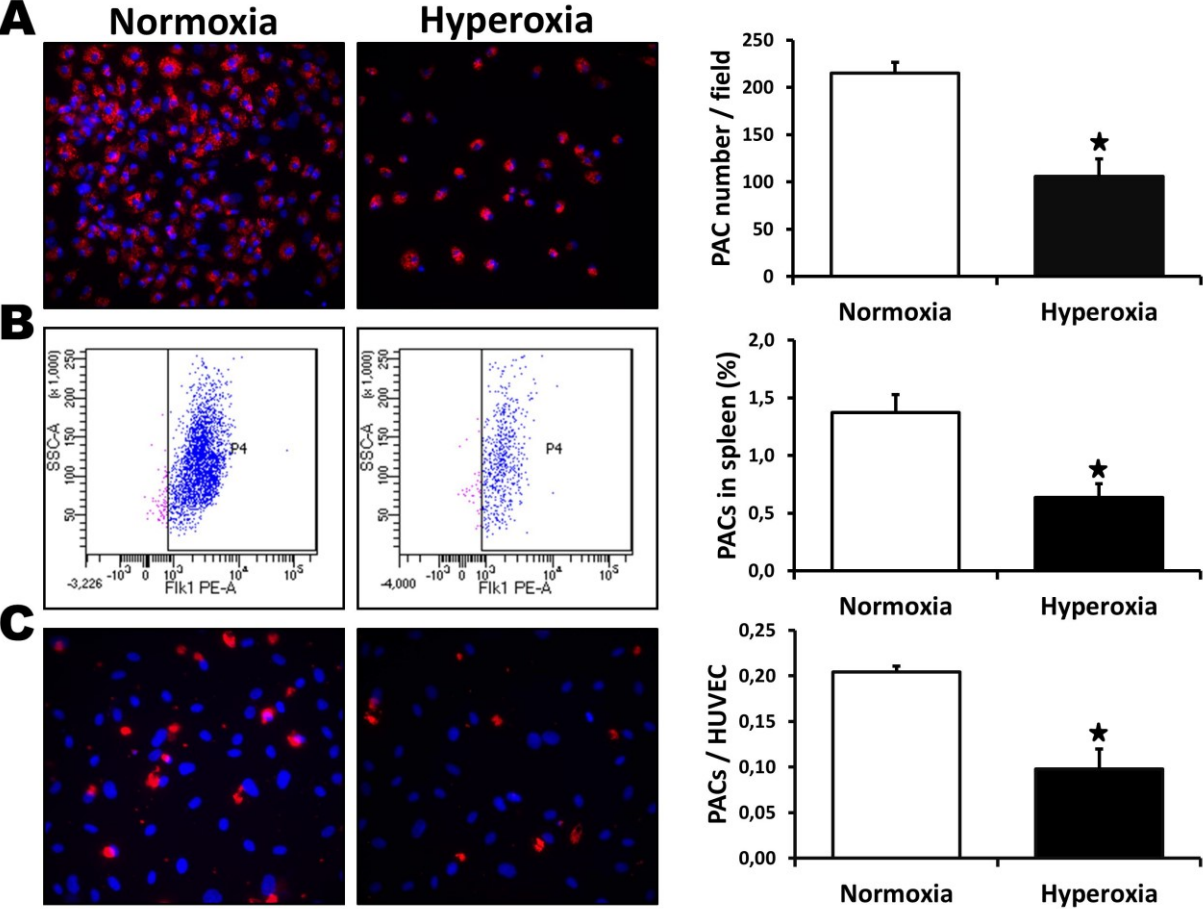 A
Normoxia
Hyperoxia
PAC number / field
250
200
150
100
50
0
★
Normoxia
Hyperoxia
B
SSC-A
(x 1,000)
250
200
150
100
50
P4
-3,226
-10³
0
10³
10⁴
10⁵
Flk1 PE-A
SSC-A
(x 1,000)
250
200
150
100
50
P4
-4,000
-10³
0
10³
10⁴
10⁵
Flk1 PE-A
PACs in spleen (%)
2,0
1,5
1,0
0,5
0,0
★
Normoxia
Hyperoxia
C
PACs / HUVEC
0,25
0,20
0,15
0,10
0,05
0,00
★
Normoxia
Hyperoxia